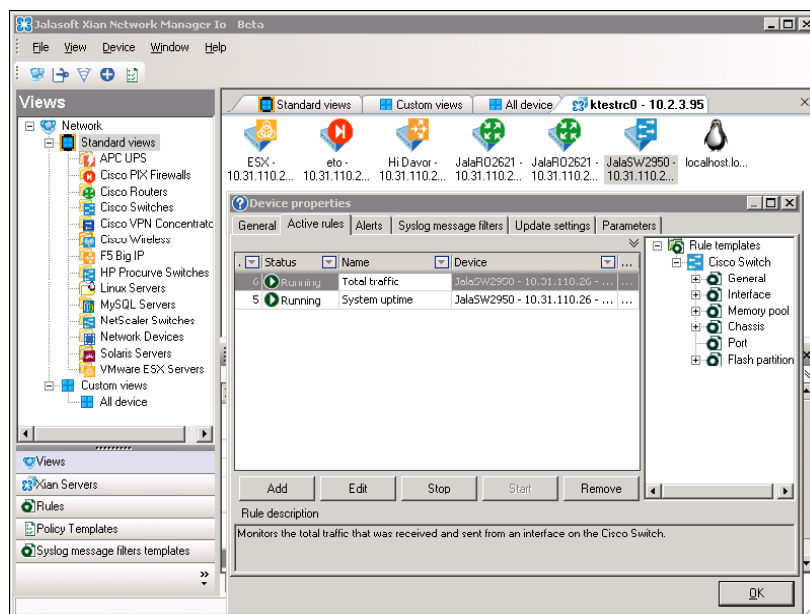 Jalasoft Xian Network Manager Io Beta
File View Device Window Help
Views
Network
Standard views
APC UPS
Cisco PIX Firewalls
Cisco Routers
Cisco Switches
Cisco VPN Concentratc
Cisco Wireless
F5 Big IP
HP Procurve Switches
Linux Servers
MySQL Servers
NetScaler Switches
Network Devices
Solaris Servers
VMware ESX Servers
Custom views
All device
Views
Xian Servers
Rules
Policy Templates
Syslog message filters templates
Standard views Custom views All device ktestrc0 - 10.2.3.95
ESX - 10.31.110.2...
eto - 10.31.110.2...
Hi Davor - 10.31.110.2...
JalaRO2621 - 10.31.110.2...
JalaRO2621 - 10.31.110.2...
JalaSW2950 - 10.31.110.2...
localhost.lo...
Device properties
General Active rules Alerts Syslog message filters Update settings Parameters
. Status Name Device ...
6 Running Total traffic JalaSW2950 - 10.31.110.26 - ... ...
5 Running System uptime JalaSW2950 - 10.31.110.26 - ... ...
Rule templates
Cisco Switch
General
Interface
Memory pool
Chassis
Port
Flash partition
Add Edit Stop Start Remove
Rule description
Monitors the total traffic that was received and sent from an interface on the Cisco Switch.
OK